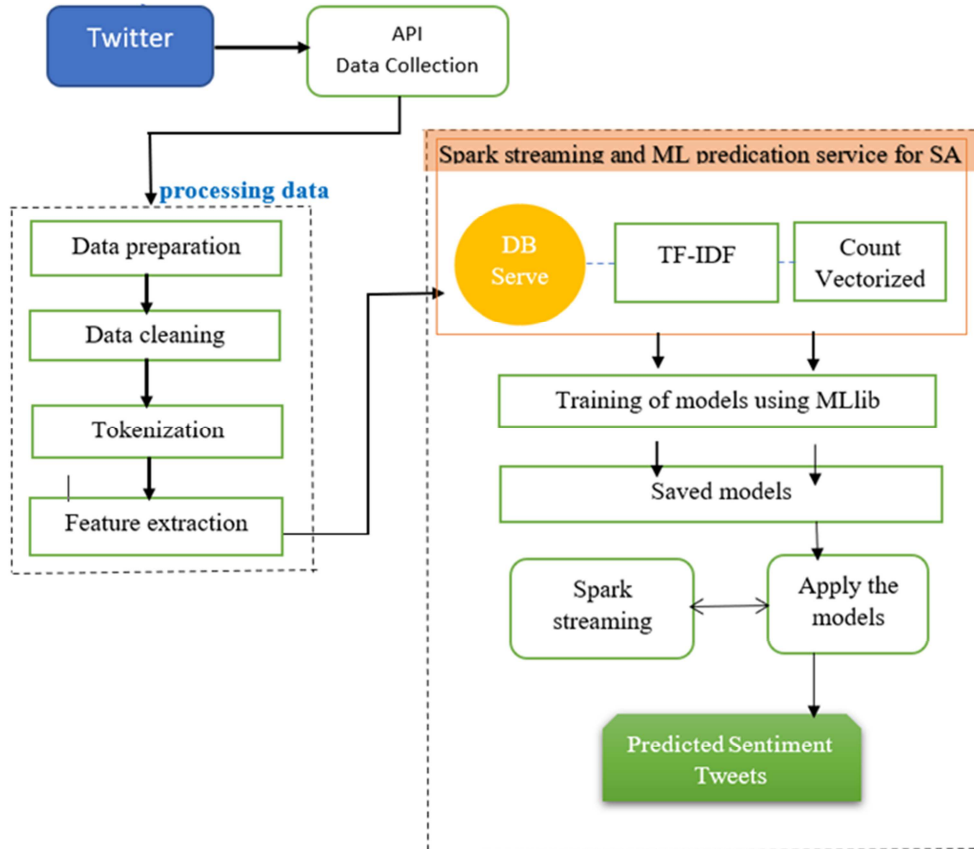 Twitter
API
Data Collection
processing data
Data preparation
Data cleaning
Tokenization
Feature extraction
Spark streaming and ML predication service for SA
DB
Serve
TF-IDF
Count
Vectorized
Training of models using MLlib
Saved models
Spark
streaming
Apply the
models
Predicted Sentiment
Tweets